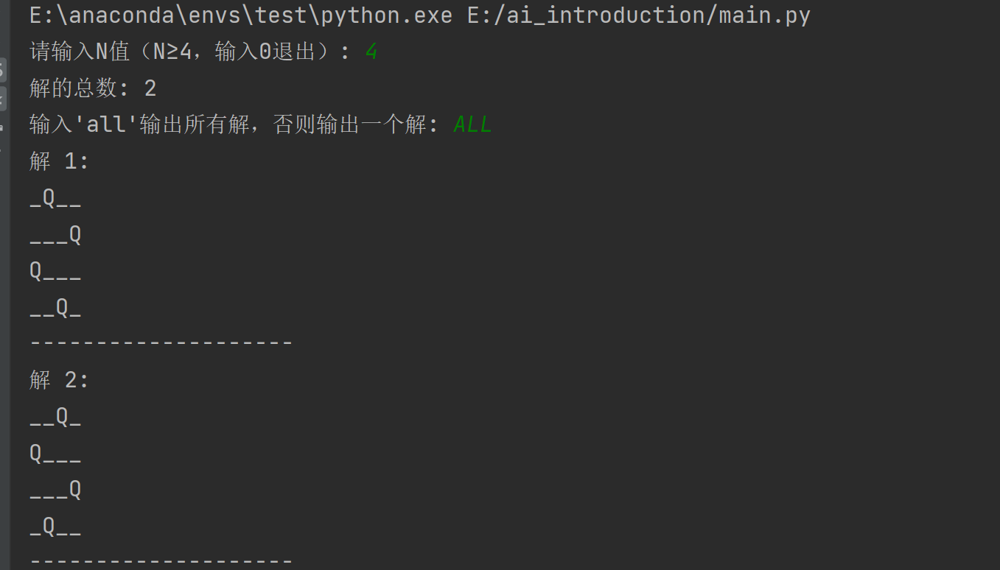 E:\anaconda\envs\test\python.exe E:/ai_introduction/main.py
请输入N值（N≥4，输入0退出）: 4
解的总数: 2
输入'all'输出所有解，否则输出一个解: ALL
解 1:
_Q__
___Q
Q___
__Q_
--------------------
解 2:
__Q_
Q___
___Q
_Q__
--------------------